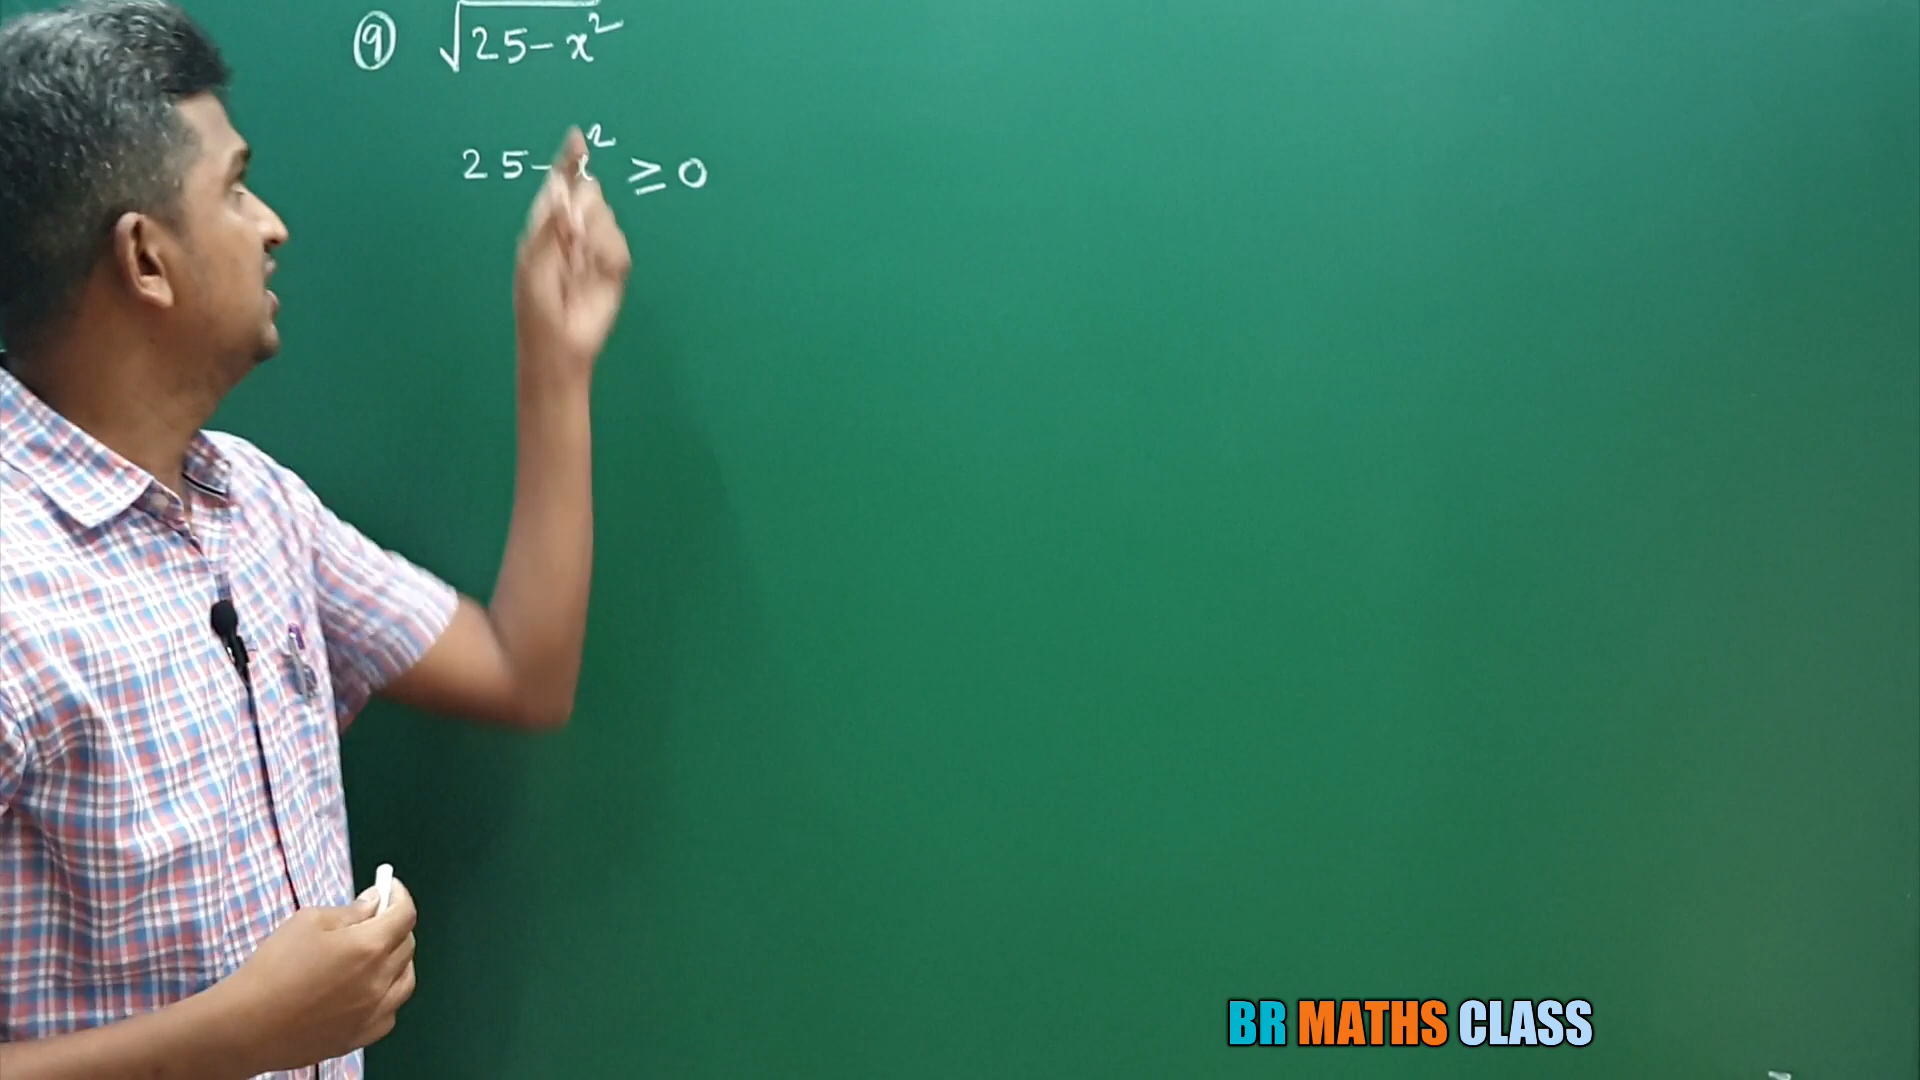 ⑨ √25-x²
25-x² ≥ 0
BR MATHS CLASS